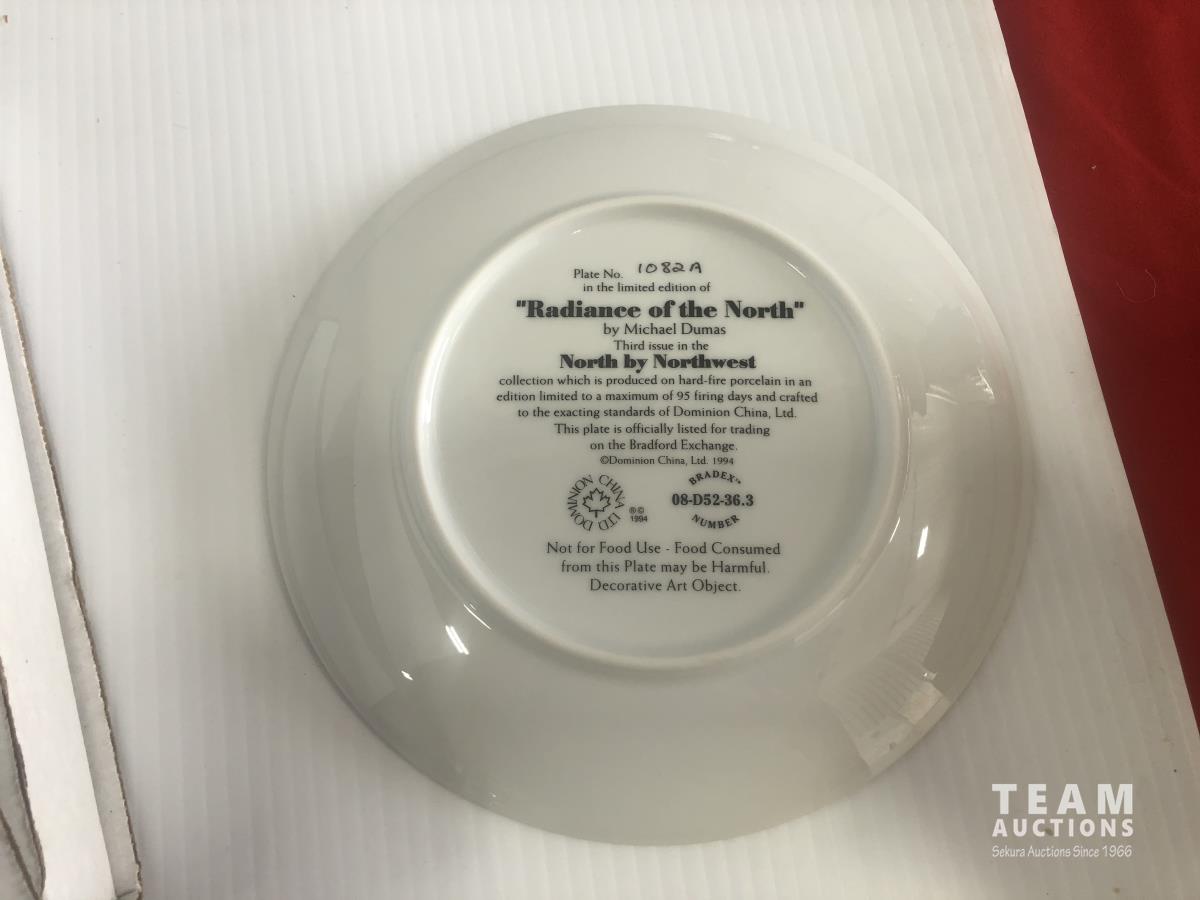 Plate No. 1082A
in the limited edition of
"Radiance of the North"
by Michael Dumas
Third issue in the
North by Northwest
collection which is produced on hard-fire porcelain in an
edition limited to a maximum of 95 firing days and crafted
to the exacting standards of Dominion China, Ltd.
This plate is officially listed for trading
on the Bradford Exchange.
©Dominion China, Ltd. 1994
DOMINION CHINA LTD.
®©
1994
BRADEX™
08-D52-36.3
NUMBER
Not for Food Use - Food Consumed
from this Plate may be Harmful.
Decorative Art Object.
TEAM
AUCTIONS
Sekura Auctions Since 1966